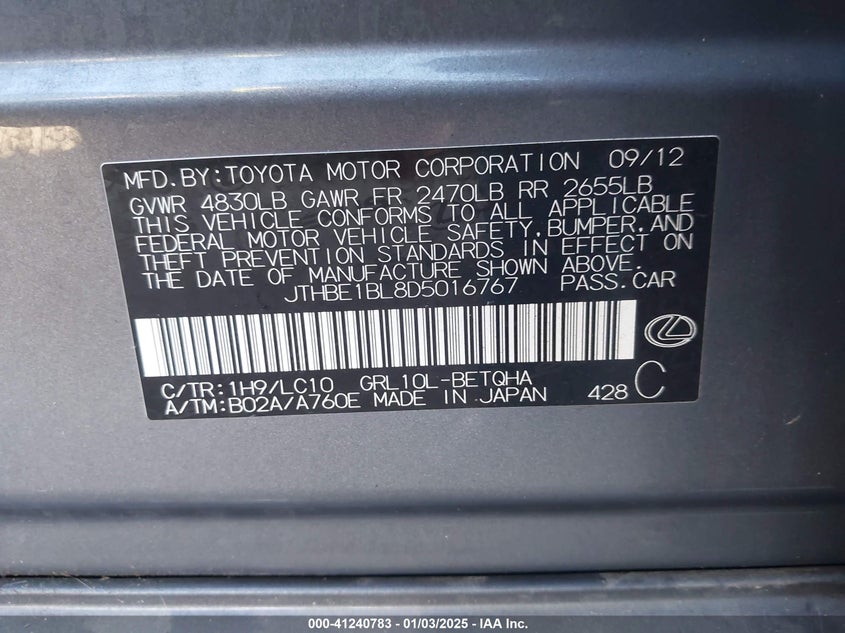 MFD.BY:TOYOTA MOTOR CORPORATION 09/12
GVWR 4830LB GAWR FR 2470LB RR 2655LB
THIS VEHICLE CONFORMS TO ALL APPLICABLE
FEDERAL MOTOR VEHICLE SAFETY,BUMPER,AND
THEFT PREVENTION STANDARDS IN EFFECT ON
THE DATE OF MANUFACTURE SHOWN ABOVE.
JTHBE1BL8D5016767 PASS.CAR
C/TR:1H9/LC10 GRL10L-BETQHA
A/TM:B02A/A760E MADE IN JAPAN 428 C
000-41240783 - 01/03/2025 - IAA Inc.